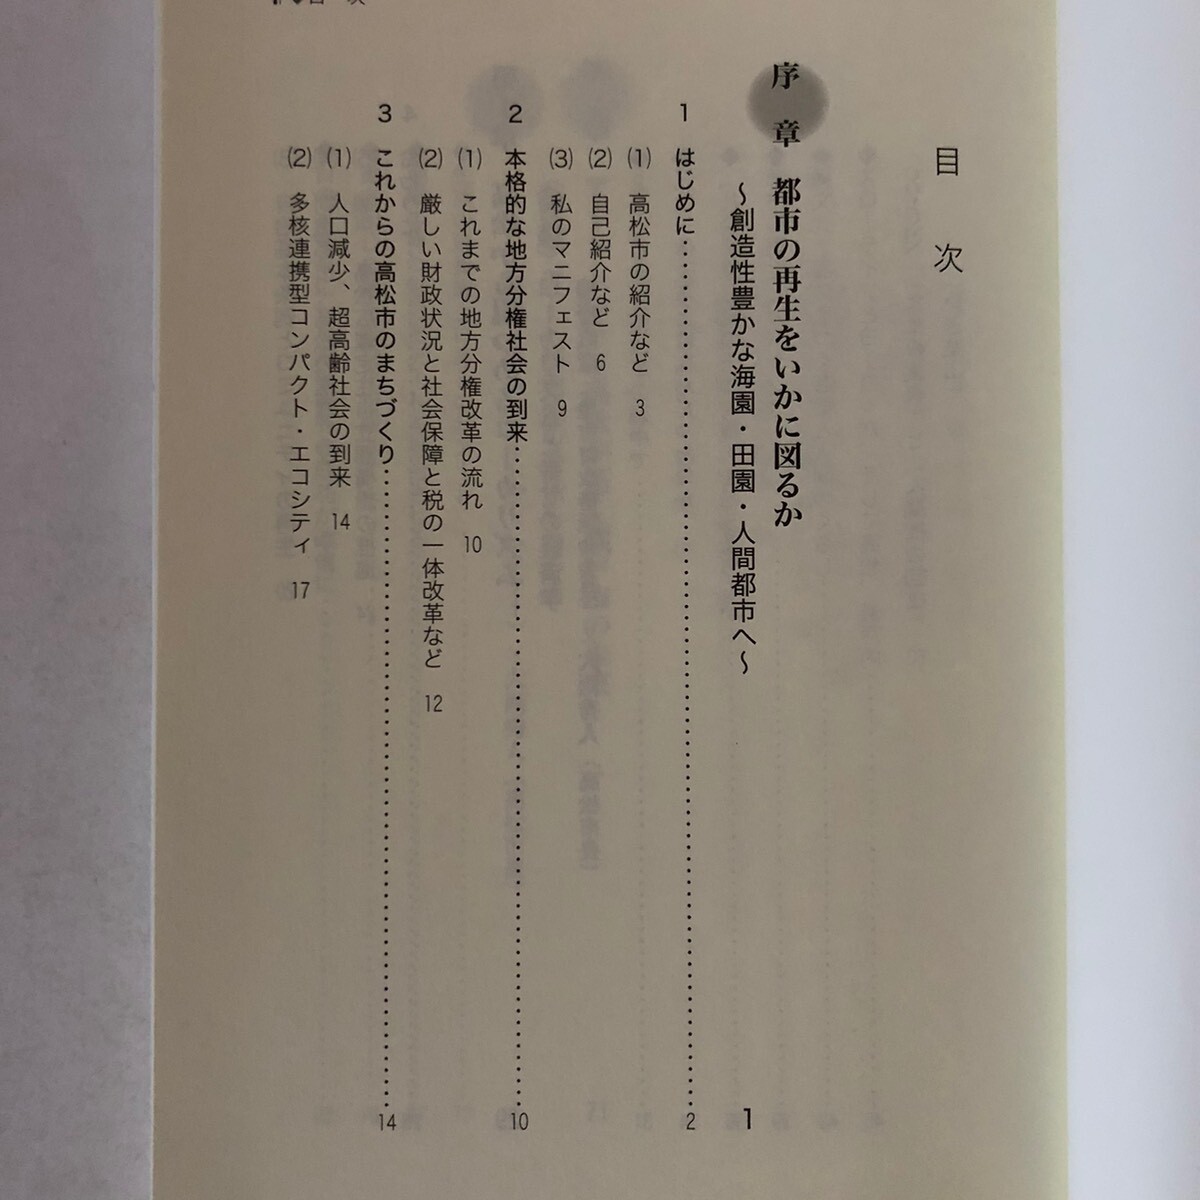 目次
序章 都市の再生をいかに図るか
〜創造性豊かな海園・田園・人間都市へ〜 1
1 はじめに 2
(1) 高松市の紹介など 3
(2) 自己紹介など 6
(3) 私のマニフェスト 9
2 本格的な地方分権社会の到来 10
(1) これまでの地方分権改革の流れ 10
(2) 厳しい財政状況と社会保障と税の一体改革など 12
3 これからの高松市のまちづくり 14
(1) 人口減少、超高齢社会の到来 14
(2) 多核連携型コンパクト・エコシティ 17